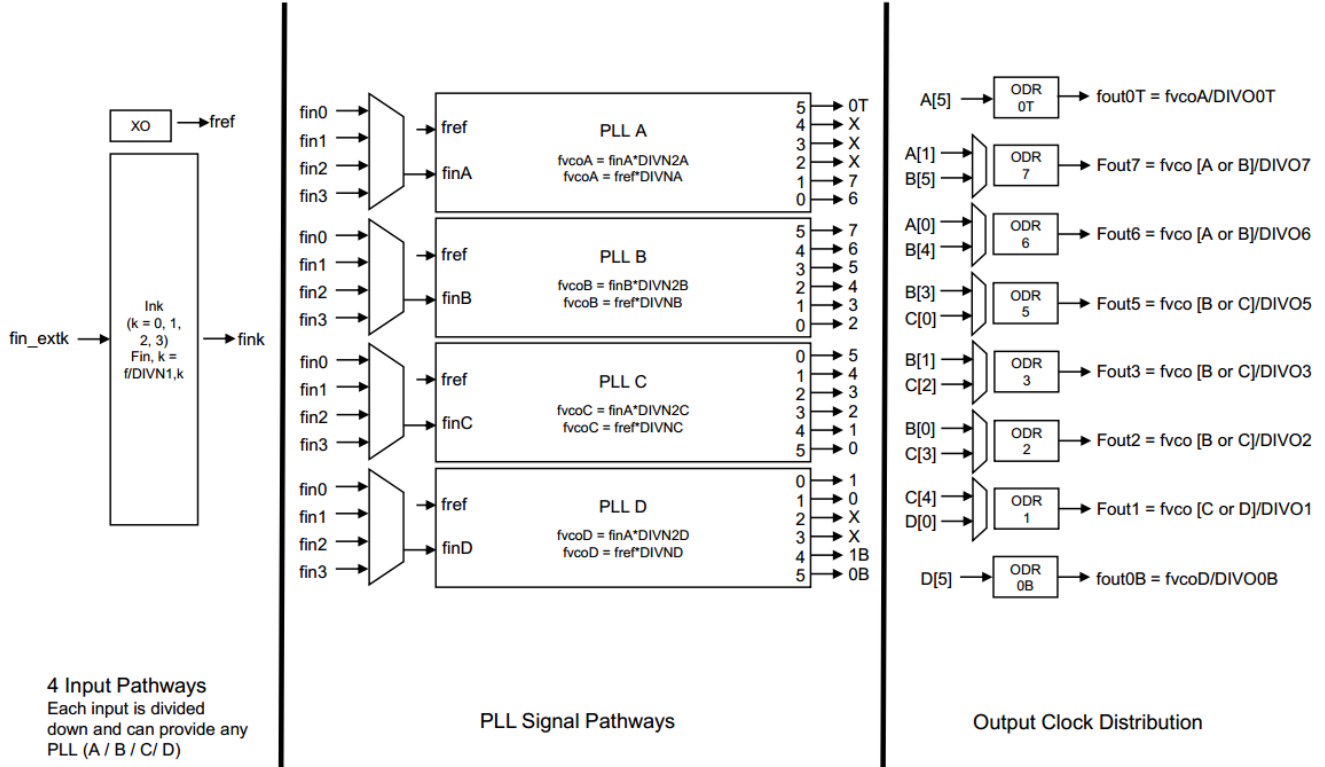 XO
fref
Ink
(k = 0, 1,
2, 3)
Fin, k =
f/DIVN1,k
fin_extk
fink
4 Input Pathways
Each input is divided
down and can provide any
PLL (A / B / C/ D)
fin0
fin1
fin2
fin3
fref
finA
PLL A
fvcoA = finA*DIVN2A
fvcoA = fref*DIVNA
5 0T
4 X
3 X
2 X
1 7
0 6
fin0
fin1
fin2
fin3
fref
finB
PLL B
fvcoB = finB*DIVN2B
fvcoB = fref*DIVNB
5 7
4 6
3 5
2 4
1 3
0 2
fin0
fin1
fin2
fin3
fref
finC
PLL C
fvcoC = finA*DIVN2C
fvcoC = fref*DIVNC
0 5
1 4
2 3
3 2
4 1
5 0
fin0
fin1
fin2
fin3
fref
finD
PLL D
fvcoD = finA*DIVN2D
fvcoD = fref*DIVND
0 1
1 0
2 X
3 X
4 1B
5 0B
PLL Signal Pathways
A[5]
ODR
0T
fout0T = fvcoA/DIVO0T
A[1]
B[5]
ODR
7
Fout7 = fvco [A or B]/DIVO7
A[0]
B[4]
ODR
6
Fout6 = fvco [A or B]/DIVO6
B[3]
C[0]
ODR
5
Fout5 = fvco [B or C]/DIVO5
B[1]
C[2]
ODR
3
Fout3 = fvco [B or C]/DIVO3
B[0]
C[3]
ODR
2
Fout2 = fvco [B or C]/DIVO2
C[4]
D[0]
ODR
1
Fout1 = fvco [C or D]/DIVO1
D[5]
ODR
0B
fout0B = fvcoD/DIVO0B
Output Clock Distribution